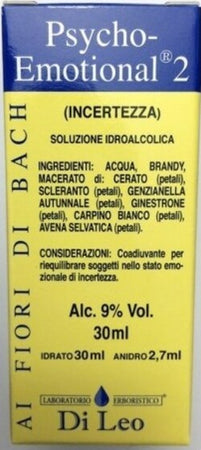 Psycho-
Emotional® 2
AI FIORI DI BACH
(INCERTEZZA)
SOLUZIONE IDROALCOLICA
INGREDIENTI: ACQUA, BRANDY,
MACERATO di: CERATO (petali),
SCLERANTO (petali), GENZIANELLA
AUTUNNALE (petali), GINESTRONE
(petali), CARPINO BIANCO (petali),
AVENA SELVATICA (petali).
CONSIDERAZIONI: Coadiuvante per
riequilibrare soggetti nello stato emo-
zionale di incertezza.
Alc. 9% Vol.
30ml
IDRATO 30 ml ANIDRO 2,7ml
LABORATORIO ERBORISTICO®
Di Leo